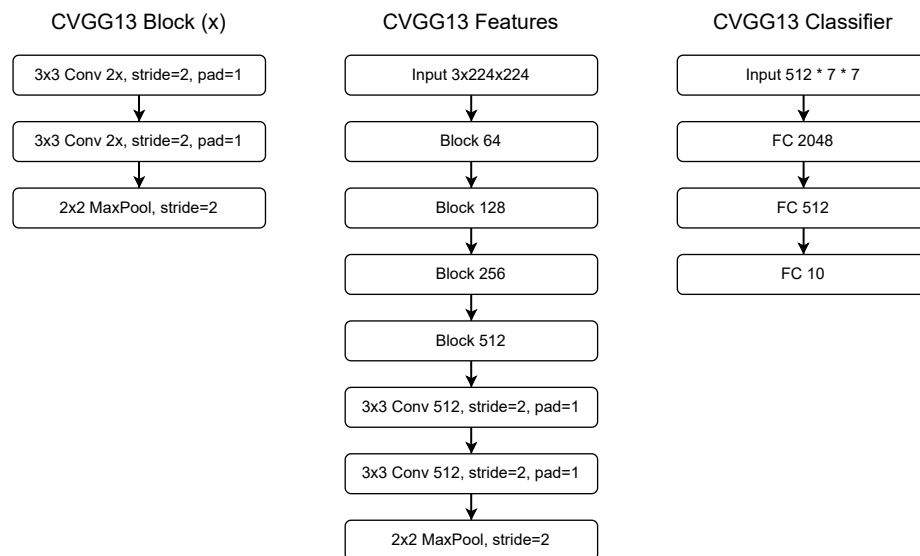 CVGG13 Block (x)
3x3 Conv 2x, stride=2, pad=1
3x3 Conv 2x, stride=2, pad=1
2x2 MaxPool, stride=2
CVGG13 Features
Input 3x224x224
Block 64
Block 128
Block 256
Block 512
3x3 Conv 512, stride=2, pad=1
3x3 Conv 512, stride=2, pad=1
2x2 MaxPool, stride=2
CVGG13 Classifier
Input 512 * 7 * 7
FC 2048
FC 512
FC 10